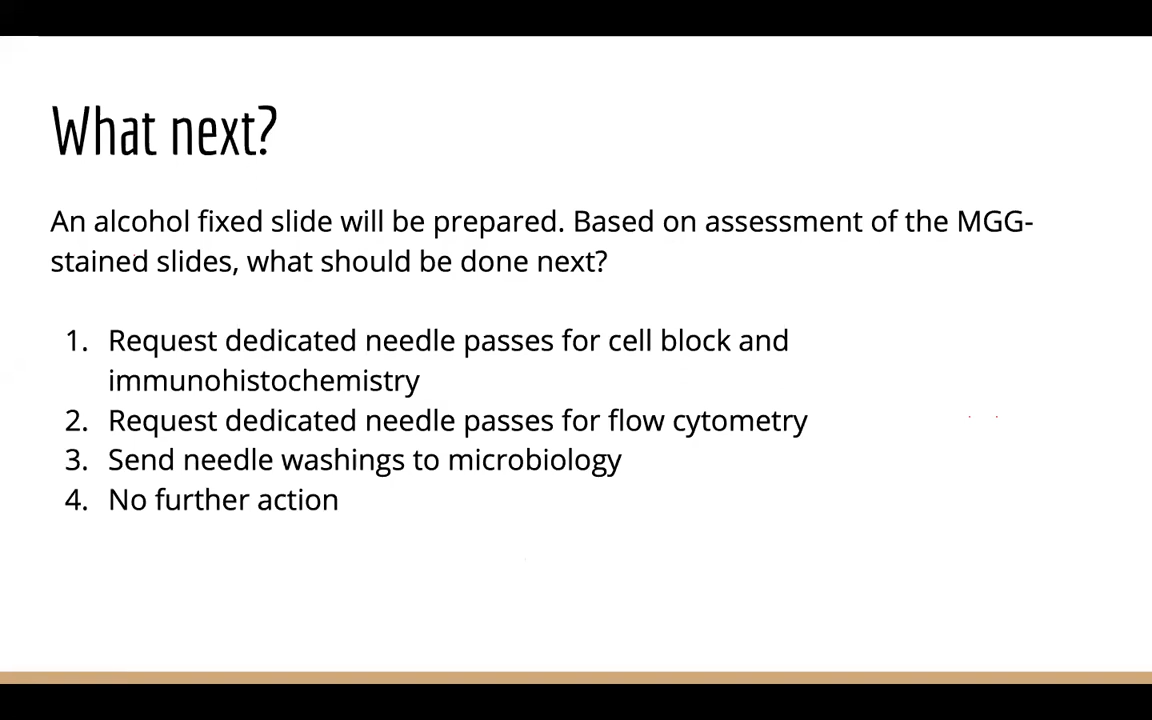 What next?
An alcohol fixed slide will be prepared. Based on assessment of the MGG-
stained slides, what should be done next?
1. Request dedicated needle passes for cell block and
immunohistochemistry
2. Request dedicated needle passes for flow cytometry
3. Send needle washings to microbiology
4. No further action